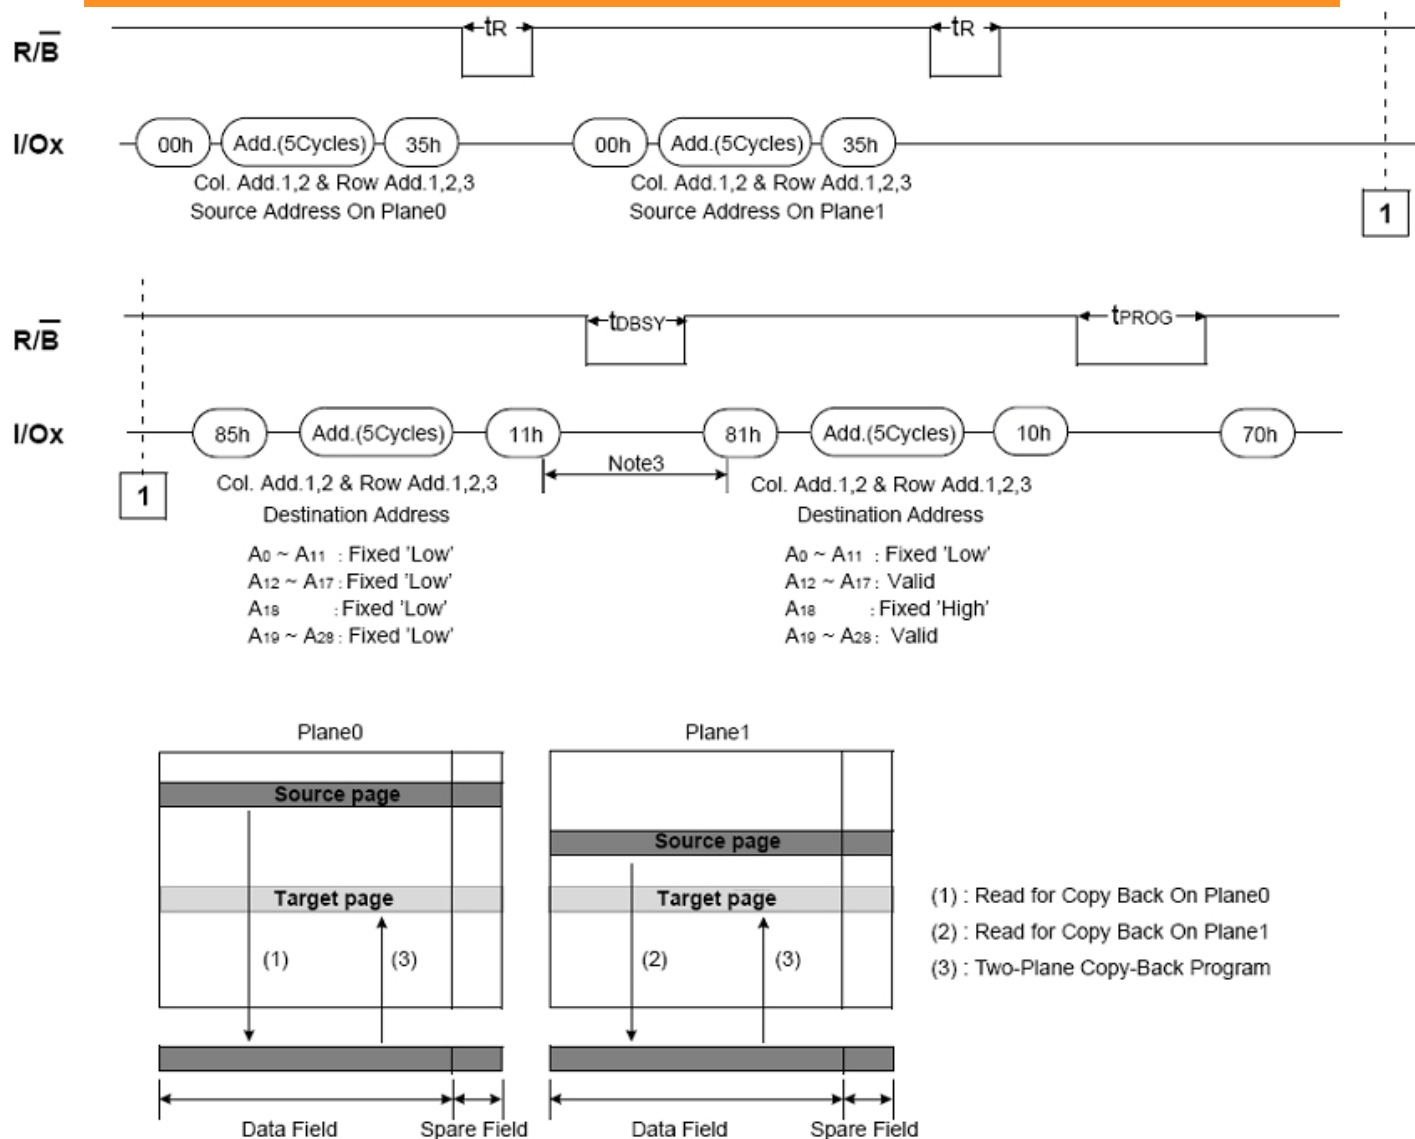 R/B tR tR
I/Ox 00h Add.(5Cycles) 35h 00h Add.(5Cycles) 35h
Col. Add.1,2 & Row Add.1,2,3 Col. Add.1,2 & Row Add.1,2,3
Source Address On Plane0 Source Address On Plane1
1
R/B tDBSY tPROG
I/Ox 85h Add.(5Cycles) 11h 81h Add.(5Cycles) 10h 70h
Note3
1
Col. Add.1,2 & Row Add.1,2,3 Col. Add.1,2 & Row Add.1,2,3
Destination Address Destination Address
A0 ~ A11 : Fixed 'Low' A0 ~ A11 : Fixed 'Low'
A12 ~ A17 : Fixed 'Low' A12 ~ A17 : Valid
A18 : Fixed 'Low' A18 : Fixed 'High'
A19 ~ A28 : Fixed 'Low' A19 ~ A28 : Valid
Plane0 Plane1
Source page
Source page
Target page Target page
(1) : Read for Copy Back On Plane0
(2) : Read for Copy Back On Plane1
(1) (3) (2) (3) (3) : Two-Plane Copy-Back Program
Data Field Spare Field Data Field Spare Field